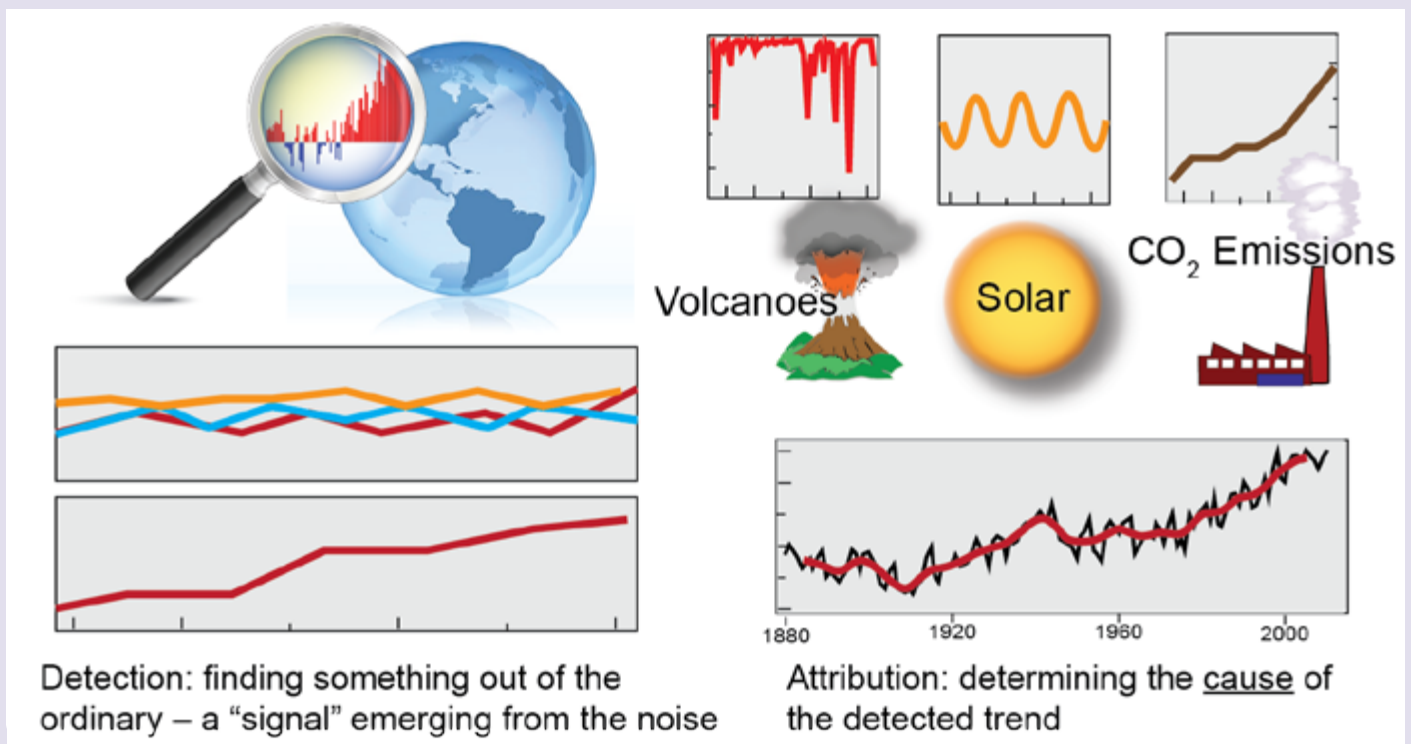 Volcanoes
Solar
CO₂ Emissions
1880
1920
1960
2000
Detection: finding something out of the
ordinary – a “signal” emerging from the noise
Attribution: determining the cause of
the detected trend